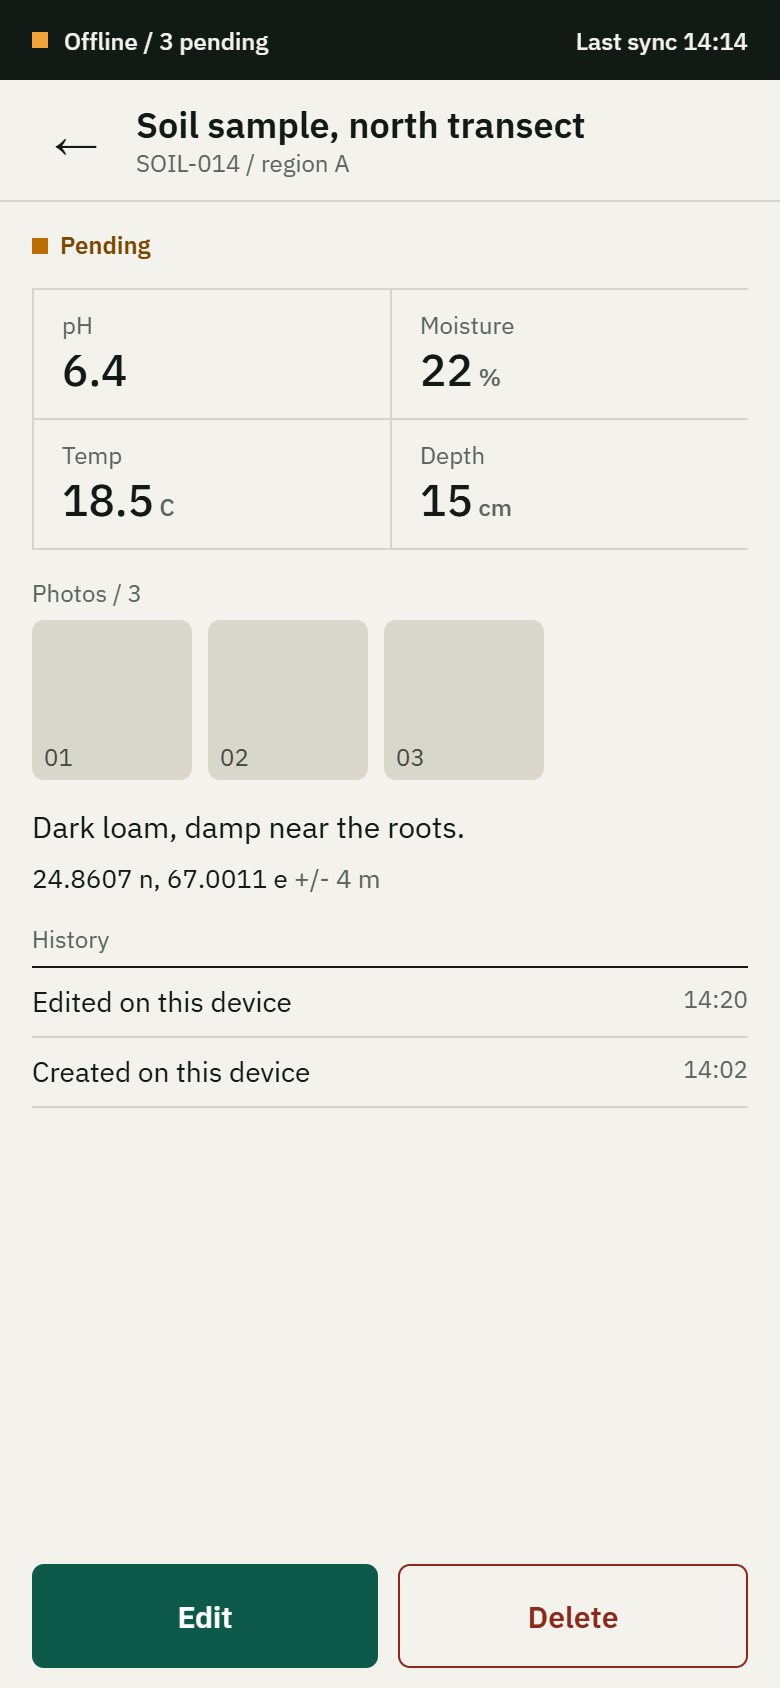 Offline / 3 pending
Last sync 14:14
←
Soil sample, north transect
SOIL-014 / region A
Pending
pH
6.4
Moisture
22 %
Temp
18.5 C
Depth
15 cm
Photos / 3
01
02
03
Dark loam, damp near the roots.
24.8607 n, 67.0011 e +/- 4 m
History
Edited on this device
14:20
Created on this device
14:02
Edit
Delete